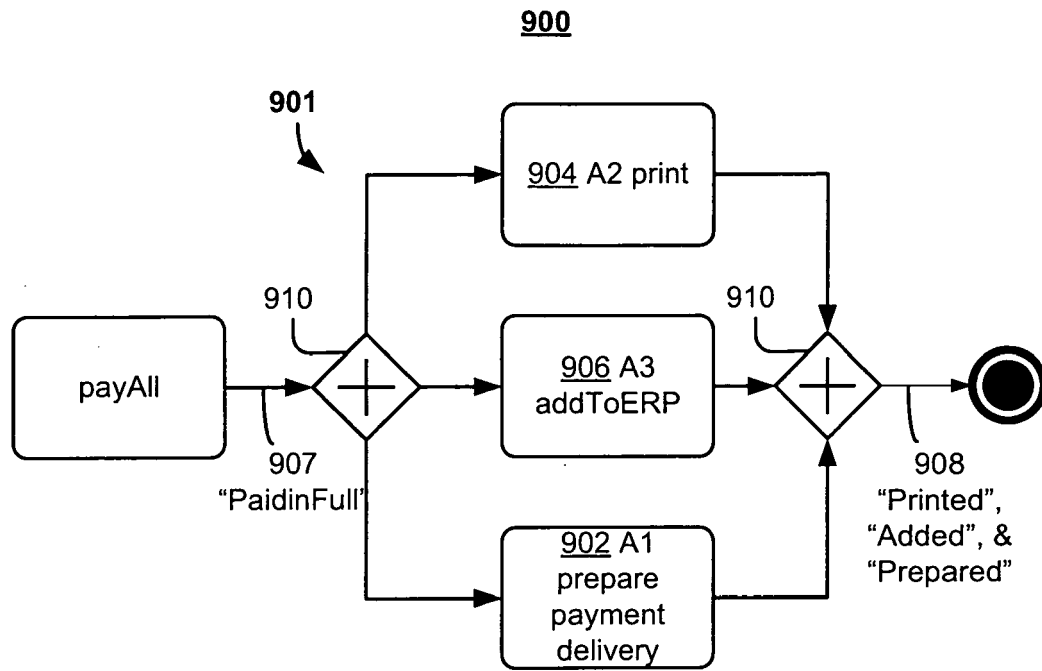 900
901
904 A2 print
910
910
payAll
906 A3
addToERP
907
"PaidinFull"
908
"Printed",
"Added", &
"Prepared"
902 A1
prepare
payment
delivery